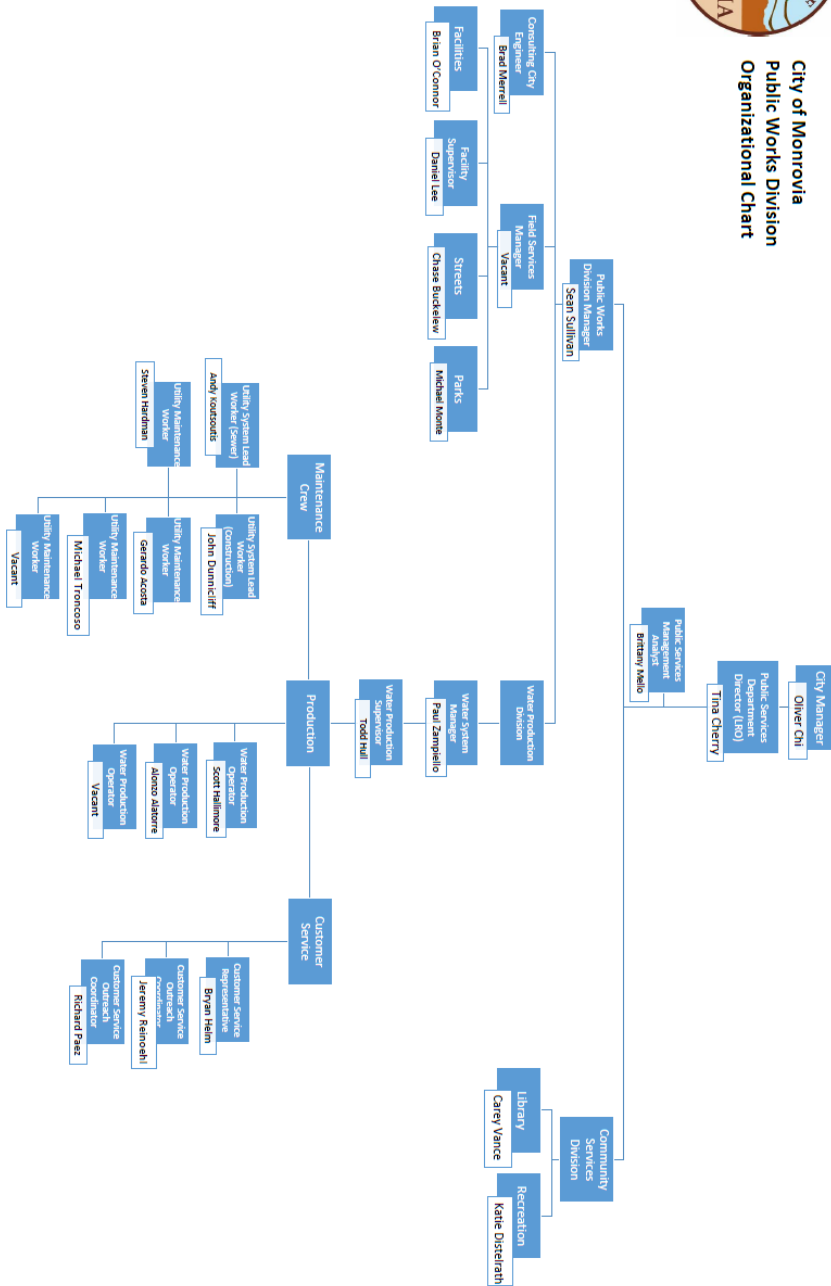 IA
City of Monrovia
Public Works Division
Organizational Chart
City Manager
Oliver Chi
Public Services
Department
Director (LRO)
Tina Cherry
Public Services
Management
Analyst
Brittany Mello
Public Works
Division Manager
Sean Sullivan
Community
Services
Division
Consulting City
Engineer
Brad Merrell
Field Services
Manager
Vacant
Water Production
Division
Library
Carey Vance
Recreation
Katie Distelrath
Facilities
Brian O'Connor
Facility
Supervisor
Daniel Lee
Streets
Chase Buckelew
Parks
Michael Monte
Water System
Manager
Paul Zampiello
Water Production
Supervisor
Todd Hull
Maintenance
Crew
Production
Customer
Service
Utility System Lead
Worker (Sewer)
Andy Koutsoutis
Utility System Lead
Worker
(Construction)
John Dunnicliff
Utility Maintenance
Worker
Steven Hardman
Utility Maintenance
Worker
Gerardo Acosta
Utility Maintenance
Worker
Michael Troncoso
Utility Maintenance
Worker
Vacant
Water Production
Operator
Scott Hallimore
Water Production
Operator
Alonzo Alatorre
Water Production
Operator
Vacant
Customer Service
Representative
Bryan Helm
Customer Service
Outreach
Coordinator
Jeremy Reinoehl
Customer Service
Outreach
Coordinator
Richard Paez